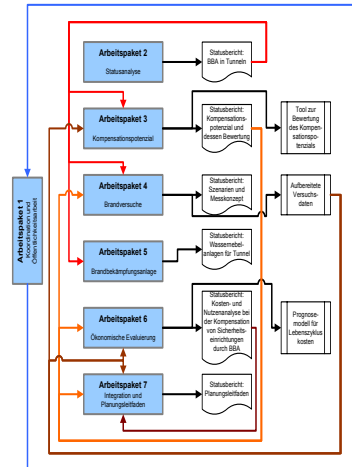 Arbeitspaket 1
Koordination und
Öffentlichkeitsarbeit
Arbeitspaket 2
Statusanalyse
Statusbericht:
BBA in Tunneln
Arbeitspaket 3
Kompensationspotenzial
Statusbericht:
Kompensations-
potenzial und
dessen Bewertung
Tool zur
Bewertung
des Kompen-
sationspo-
tenzials
Arbeitspaket 4
Brandversuche
Statusbericht:
Szenarien und
Messkonzept
Aufbereitete
Versuchs-
daten
Arbeitspaket 5
Brandbekämpfungsanlage
Statusbericht:
Wassernebel-
anlagen für Tunnel
Arbeitspaket 6
Ökonomische Evaluierung
Statusbericht:
Kosten- und
Nutzenanalyse bei
der Kompensation
von Sicherheits-
einrichtungen
durch BBA
Prognose-
modell für
Lebenszyklus
kosten
Arbeitspaket 7
Integration und
Planungsleitfaden
Statusbericht:
Planungsleitfaden